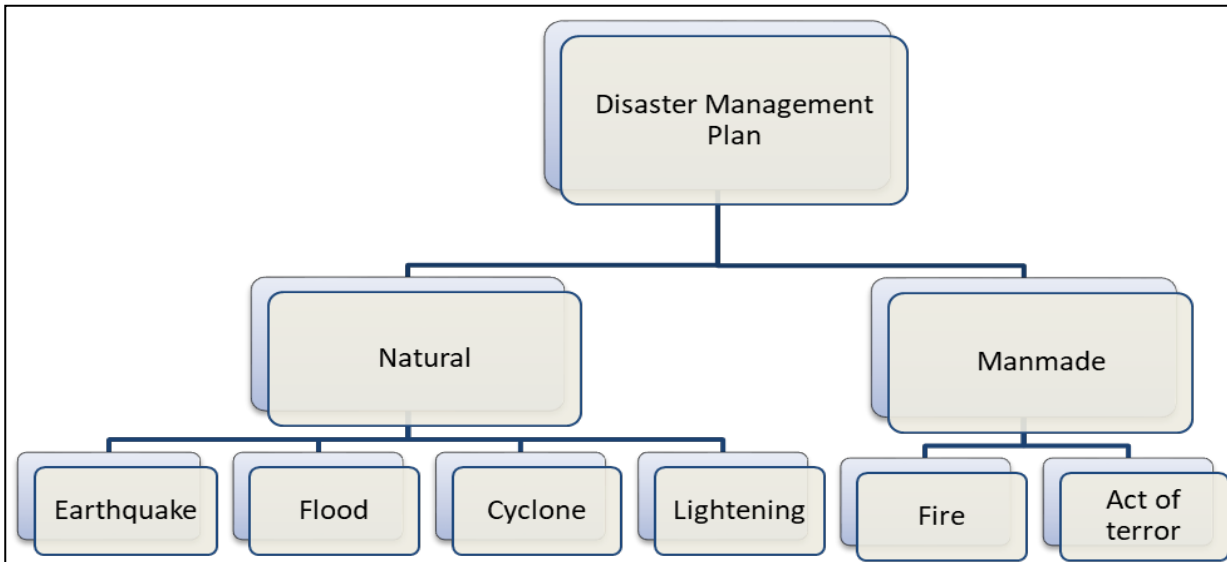 Disaster Management
Plan
Natural
Manmade
Earthquake
Flood
Cyclone
Lightening
Fire
Act of
terror